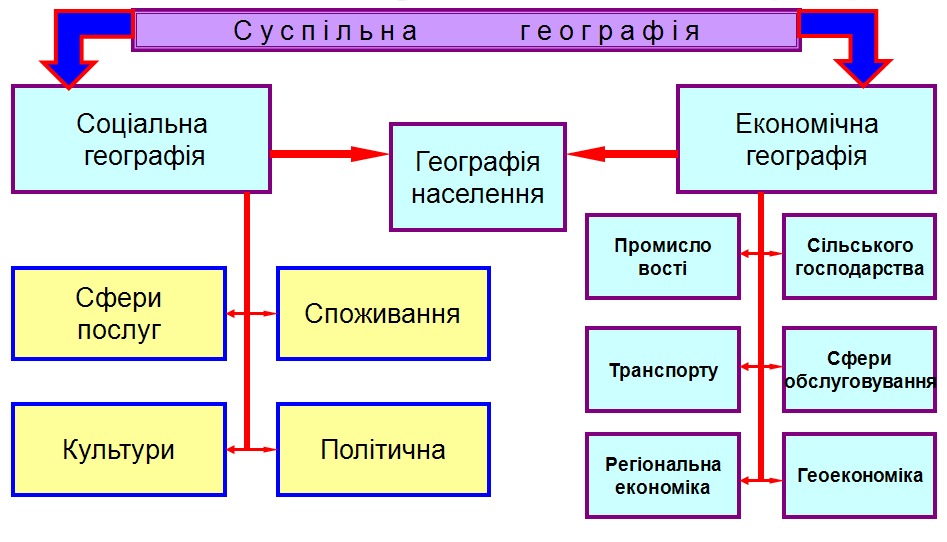 Суспільна географія
Соціальна
географія
Географія
населення
Економічна
географія
Сфери
послуг
Споживання
Культури
Політична
Промисло
вості
Сільського
господарства
Транспорту
Сфери
обслуговування
Регіональна
економіка
Геоекономіка